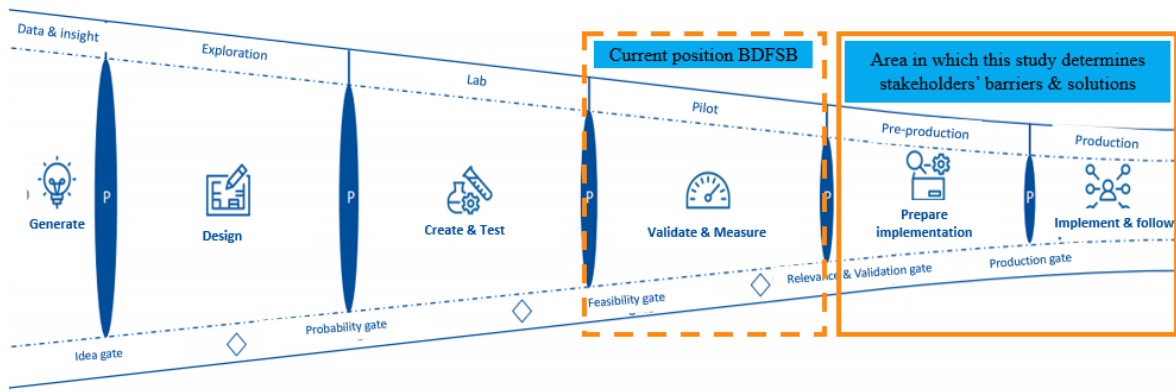 Data & insight
Exploration
Lab
Pilot
Pre-production
Production
Current position BDFSB
Area in which this study determines
stakeholders' barriers & solutions
P
P
P
P
P
Generate
Design
Create & Test
Validate & Measure
Prepare
implementation
Implement & follow
Idea gate
Probability gate
Feasibility gate
Relevance & Validation gate
Production gate